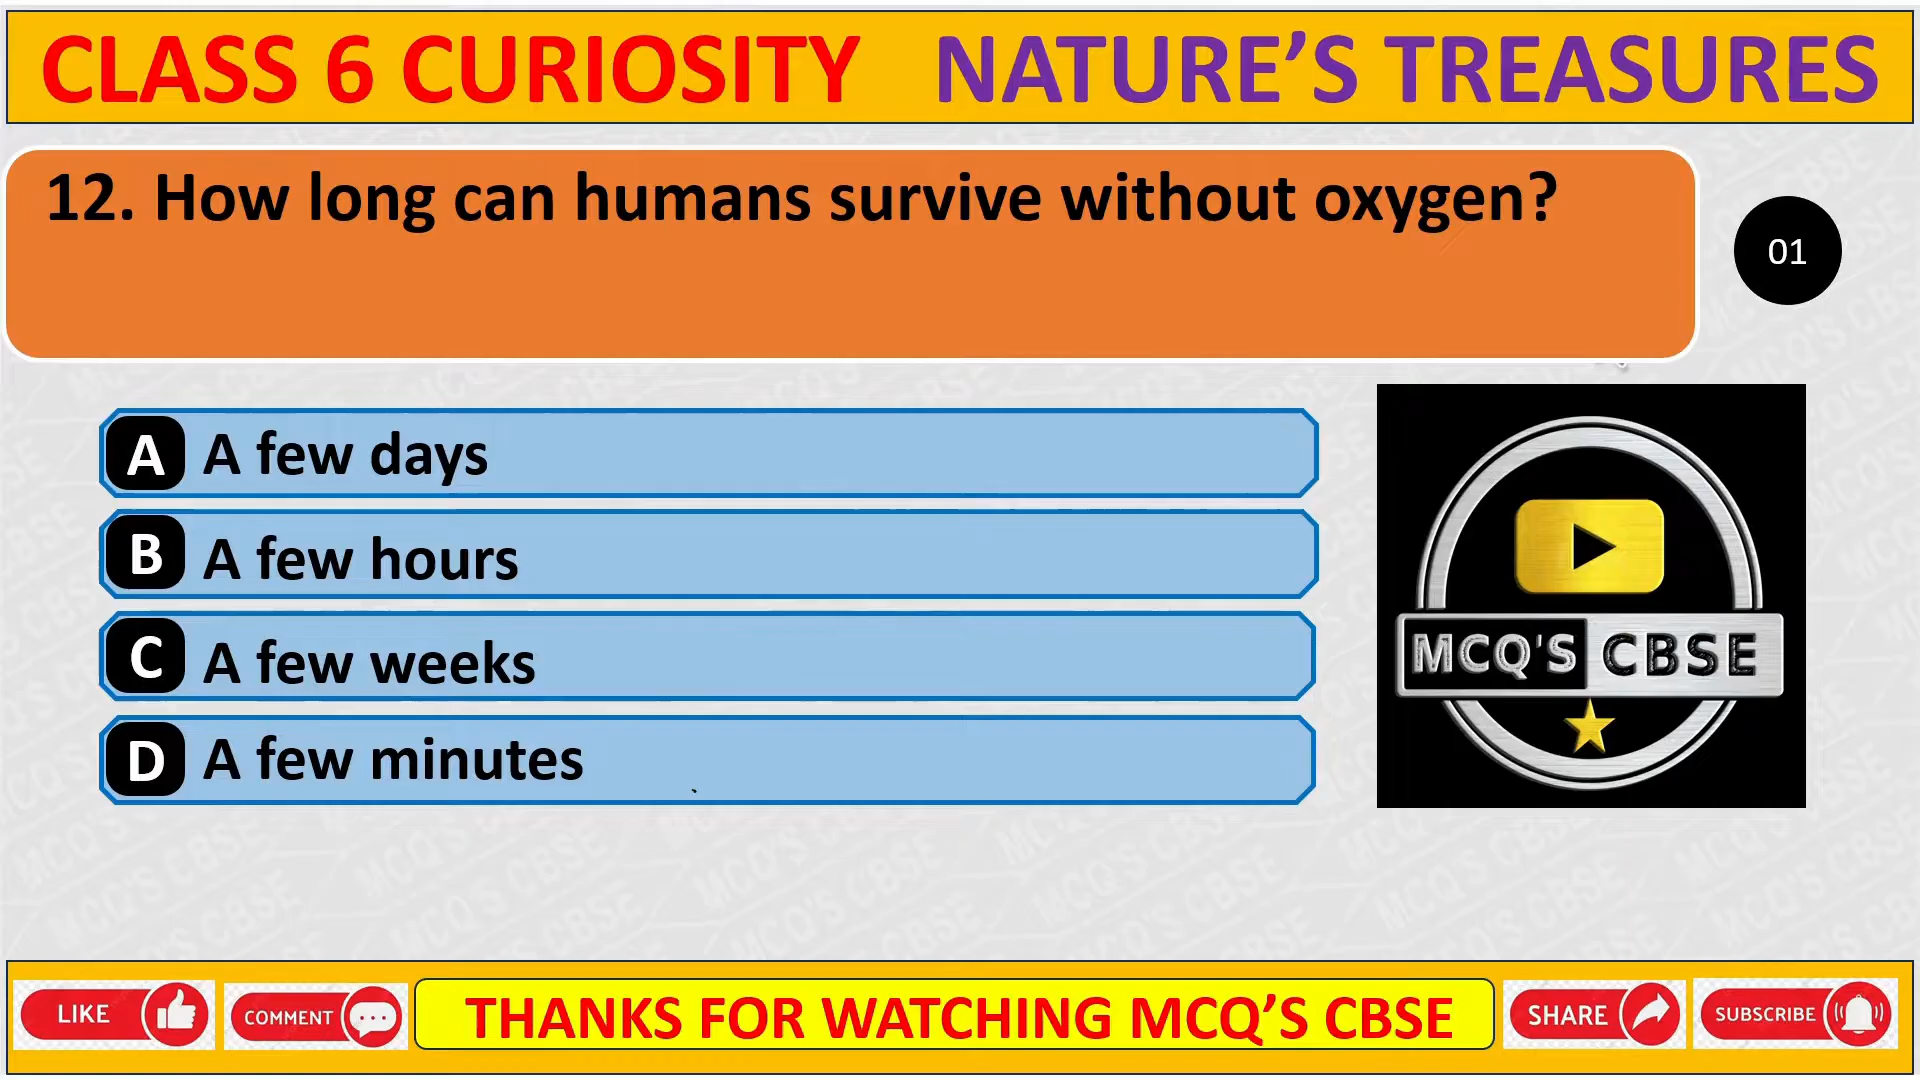 CLASS 6 CURIOSITY NATURE’S TREASURES
12. How long can humans survive without oxygen?
01
A A few days
B A few hours
C A few weeks
D A few minutes
MCQ'S CBSE
LIKE COMMENT THANKS FOR WATCHING MCQ’S CBSE SHARE SUBSCRIBE